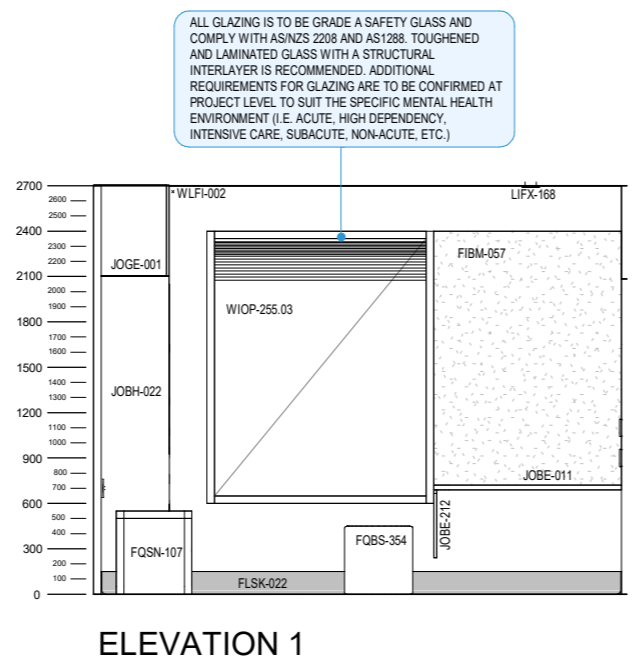 ALL GLAZING IS TO BE GRADE A SAFETY GLASS AND
COMPLY WITH AS/NZS 2208 AND AS1288. TOUGHENED
AND LAMINATED GLASS WITH A STRUCTURAL
INTERLAYER IS RECOMMENDED. ADDITIONAL
REQUIREMENTS FOR GLAZING ARE TO BE CONFIRMED AT
PROJECT LEVEL TO SUIT THE SPECIFIC MENTAL HEALTH
ENVIRONMENT (I.E. ACUTE, HIGH DEPENDENCY,
INTENSIVE CARE, SUBACUTE, NON-ACUTE, ETC.)
2700
2600
2500
2400
2300
2200
2100
2000
1900
1800
1700
1600
1500
1400
1300
1200
1100
1000
900
800
700
600
500
400
300
200
100
0
WLFI-002
LIFX-168
JOGE-001
FIBM-057
WIOP-255.03
JOBH-022
JOBE-011
JOBE-212
FQSN-107
FQBS-354
FLSK-022
ELEVATION 1